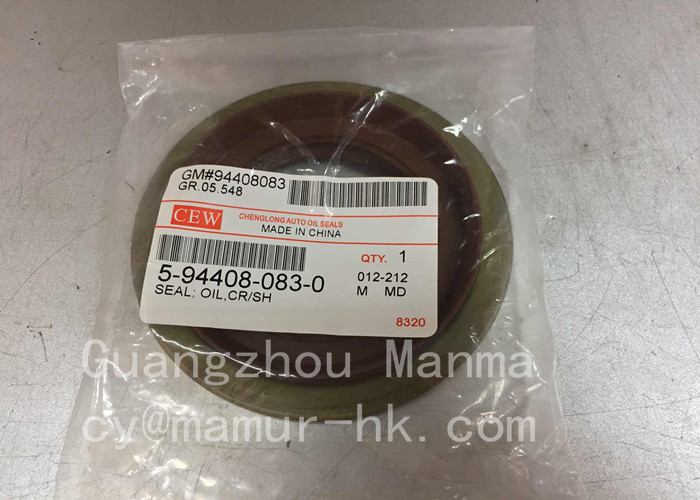 GM#94408083
GR.05.548
CEW
CHENGLONG AUTO OIL SEALS
MADE IN CHINA
QTY. 1
5-94408-083-0
012-212
SEAL: OIL,CR/SH
M MD
8320
Guangzhou Manma
cy@mamur-hk.com